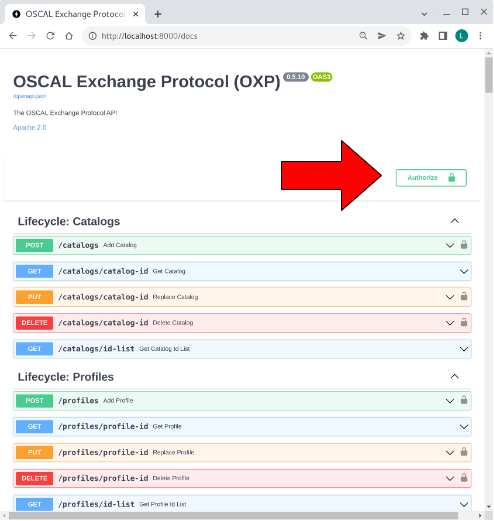 OSCAL Exchange Protocol
http://localhost:8000/docs
L
OSCAL Exchange Protocol (OXP) 0.5.10 OAS3
/openapi.json
The OSCAL Exchange Protocol API
Apache 2.0
Authorize
Lifecycle: Catalogs
POST /catalogs Add Catalog
GET /catalogs/catalog-id Get Catalog
PUT /catalogs/catalog-id Replace Catalog
DELETE /catalogs/catalog-id Delete Catalog
GET /catalogs/id-list Get Catalog Id List
Lifecycle: Profiles
POST /profiles Add Profile
GET /profiles/profile-id Get Profile
PUT /profiles/profile-id Replace Profile
DELETE /profiles/profile-id Delete Profile
GET /profiles/id-list Get Profile Id List